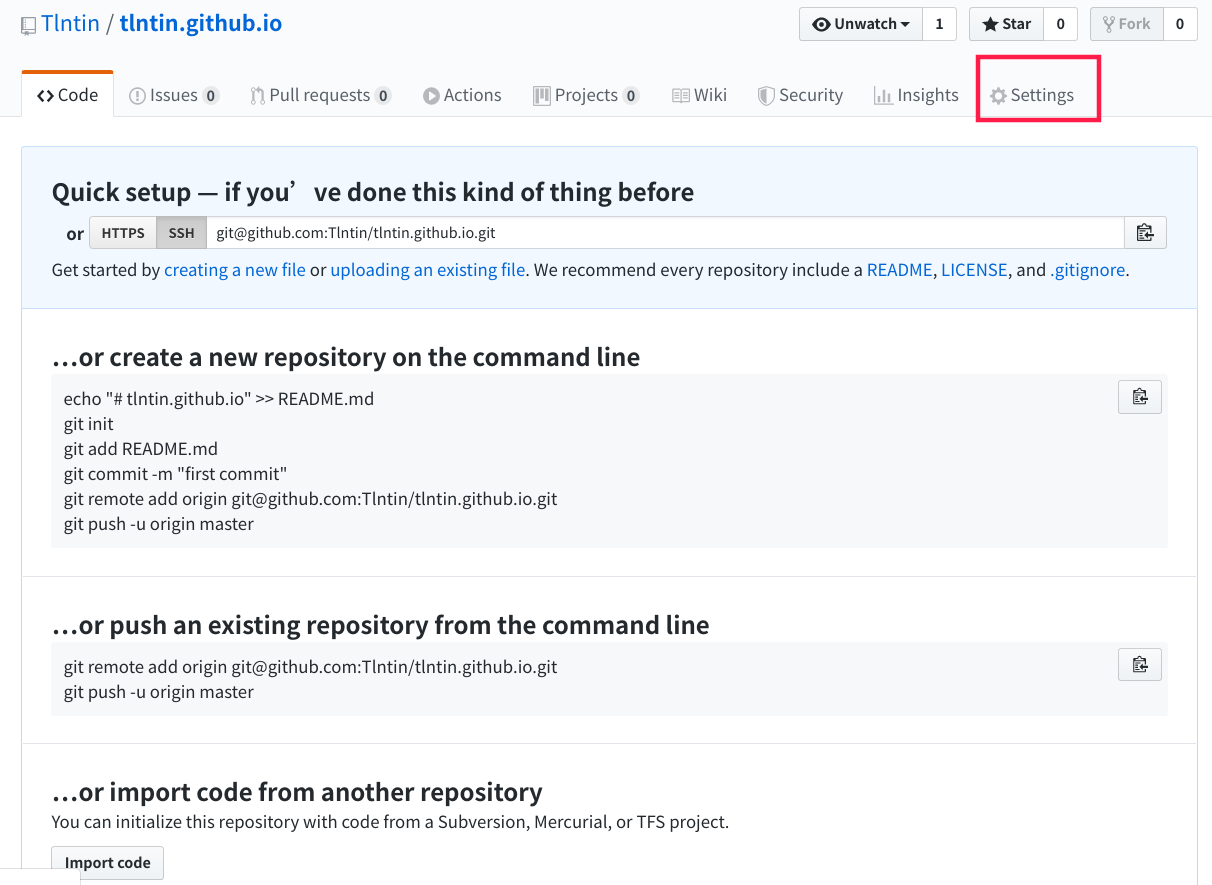 Tlntin / tlntin.github.io
Unwatch 1 Star 0 Fork 0
Code Issues 0 Pull requests 0 Actions Projects 0 Wiki Security Insights Settings
Quick setup — if you’ve done this kind of thing before
or HTTPS SSH git@github.com:Tlntin/tlntin.github.io.git
Get started by creating a new file or uploading an existing file. We recommend every repository include a README, LICENSE, and .gitignore.
…or create a new repository on the command line
echo "# tlntin.github.io" >> README.md
git init
git add README.md
git commit -m "first commit"
git remote add origin git@github.com:Tlntin/tlntin.github.io.git
git push -u origin master
…or push an existing repository from the command line
git remote add origin git@github.com:Tlntin/tlntin.github.io.git
git push -u origin master
…or import code from another repository
You can initialize this repository with code from a Subversion, Mercurial, or TFS project.
Import code